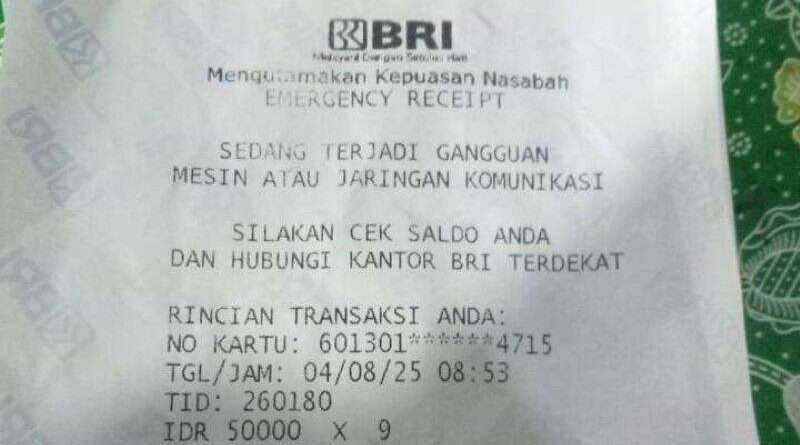 BRI
Melayani Dengan Setulus Hati
Mengutamakan Kepuasan Nasabah
EMERGENCY RECEIPT
SEDANG TERJADI GANGGUAN
MESIN ATAU JARINGAN KOMUNIKASI
SILAKAN CEK SALDO ANDA
DAN HUBUNGI KANTOR BRI TERDEKAT
RINCIAN TRANSAKSI ANDA:
NO KARTU: 601301******4715
TGL/JAM: 04/08/25 08:53
TID: 260180
IDR 50000 X 9